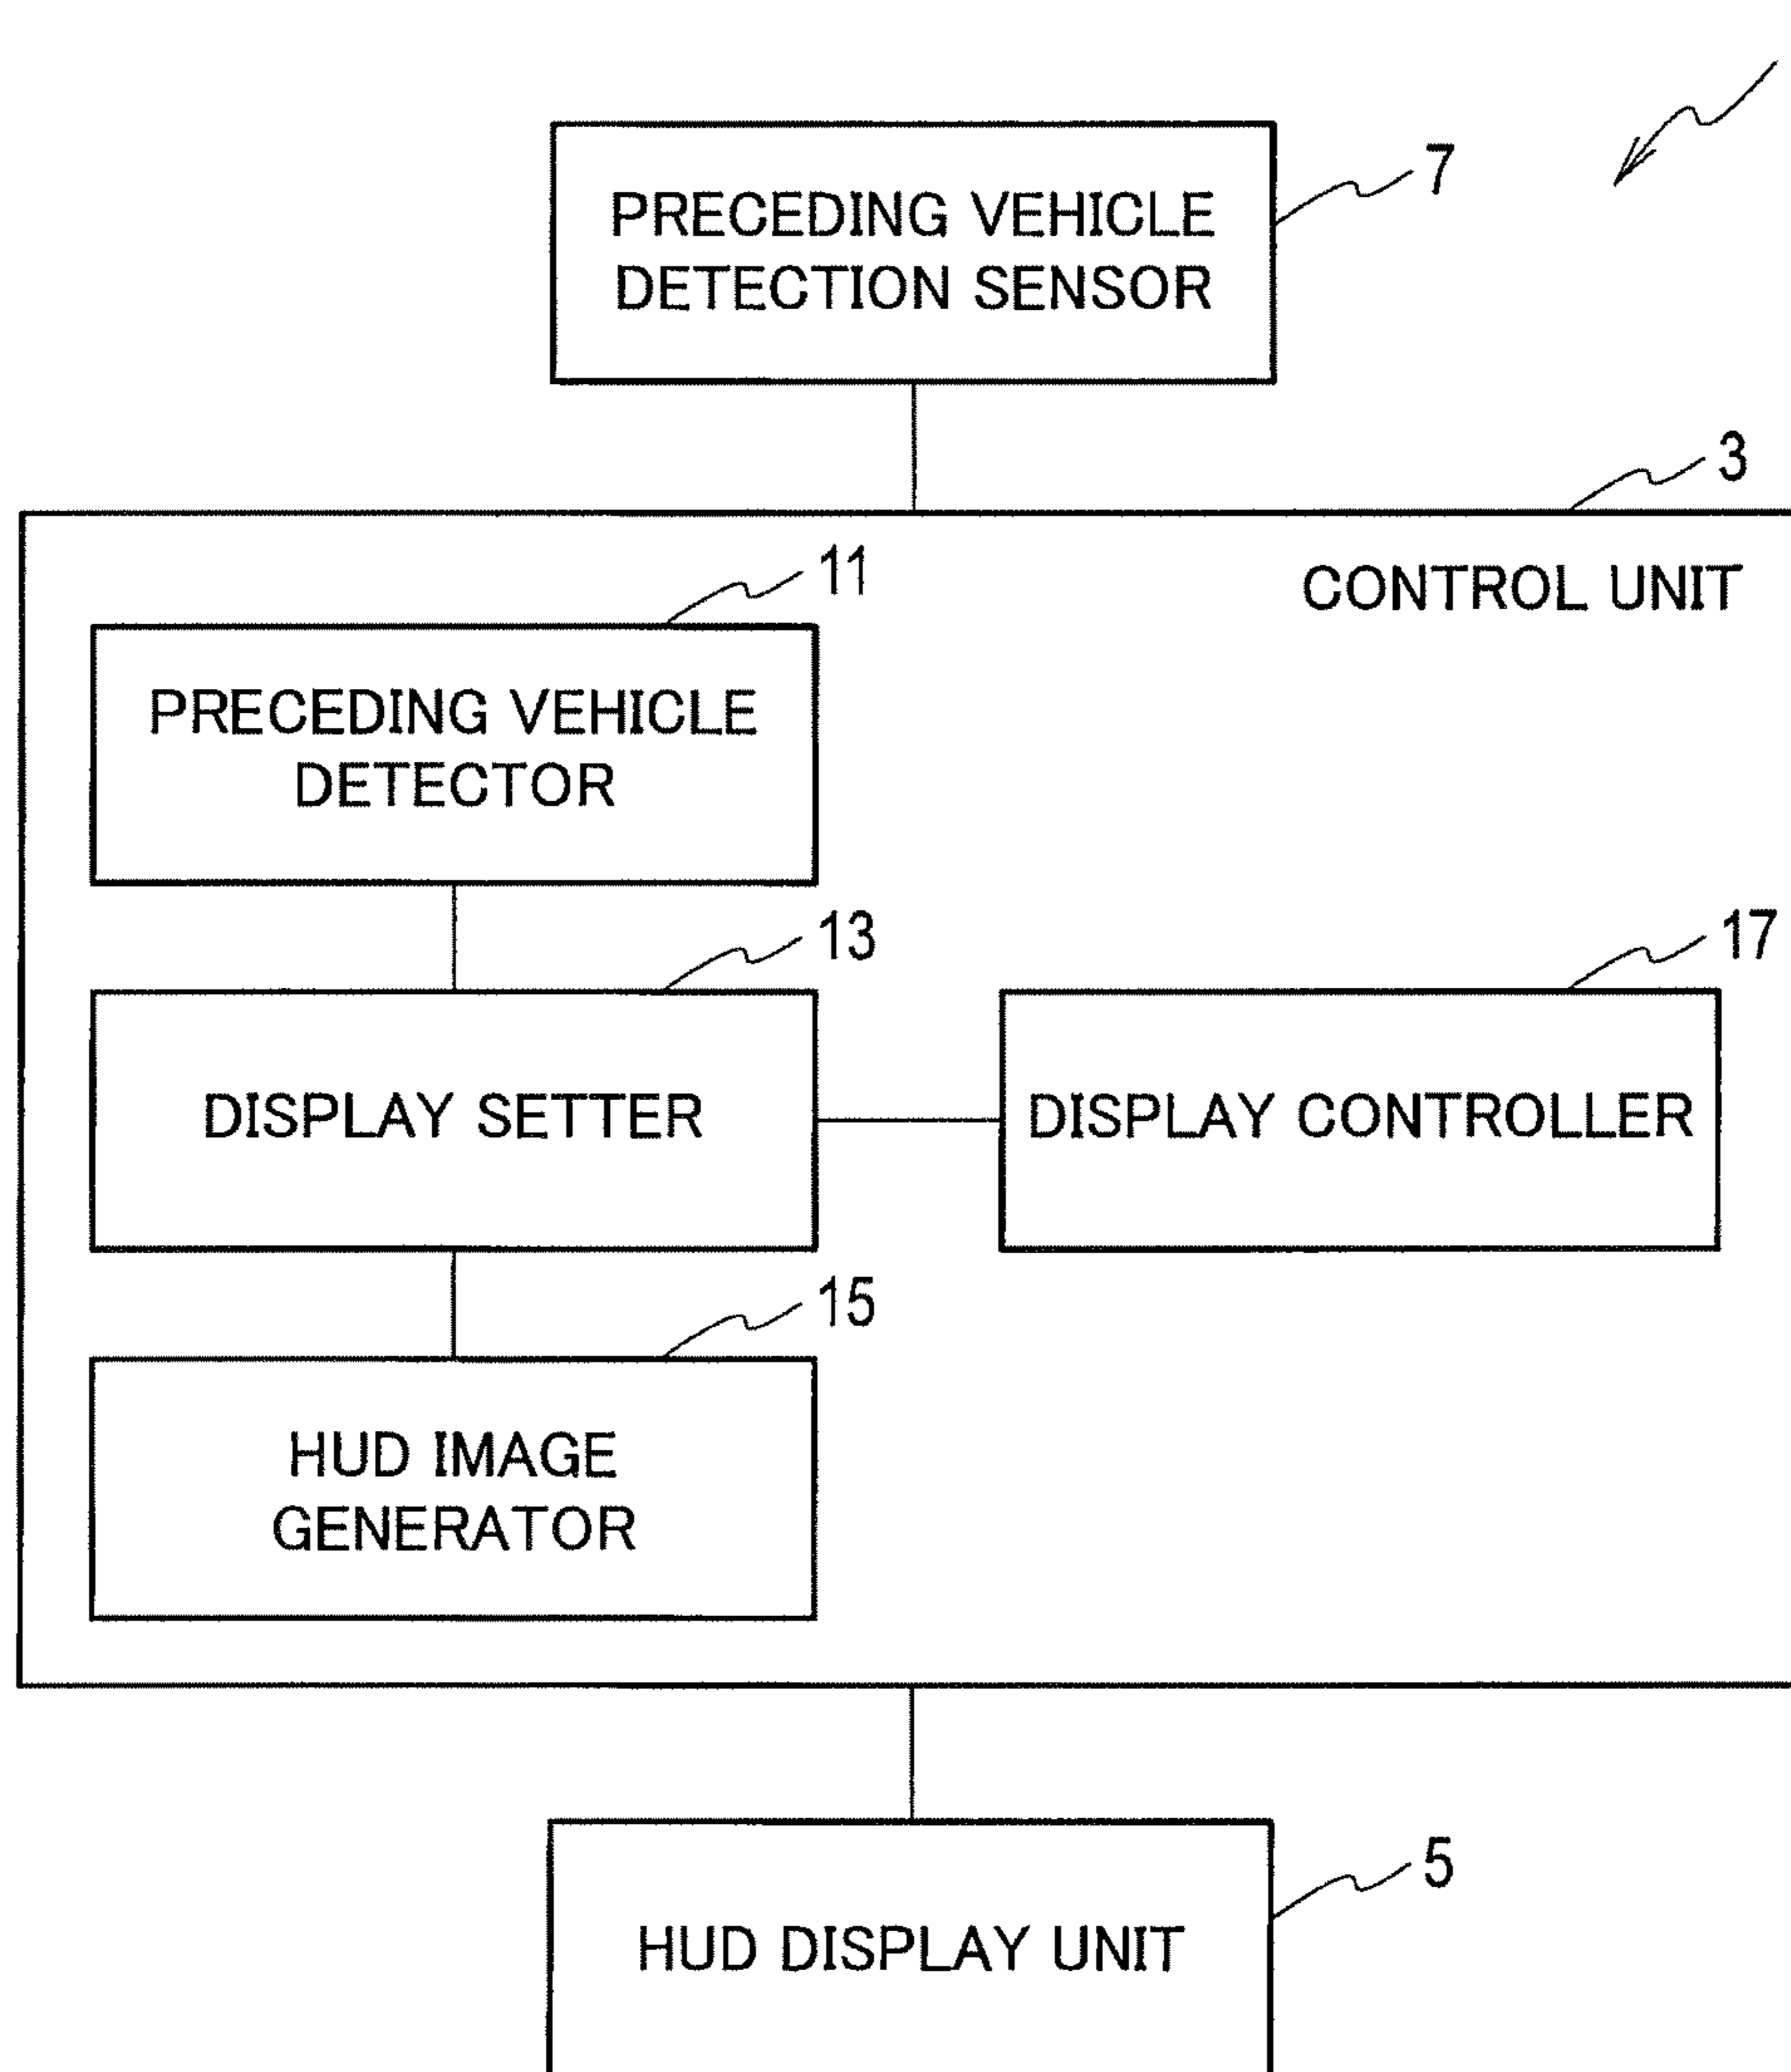 7
PRECEDING VEHICLE
DETECTION SENSOR
3
CONTROL UNIT
11
PRECEDING VEHICLE
DETECTOR
13
17
DISPLAY SETTER
DISPLAY CONTROLLER
15
HUD IMAGE
GENERATOR
5
HUD DISPLAY UNIT